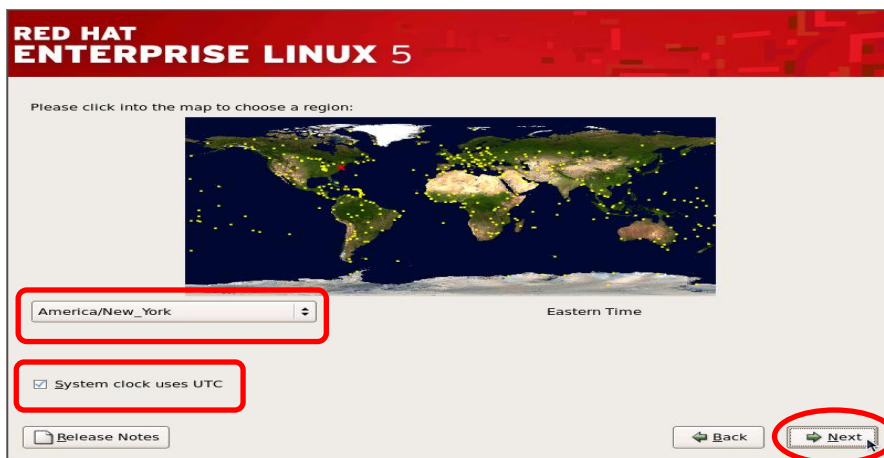 RED HAT
ENTERPRISE LINUX 5
Please click into the map to choose a region:
America/New_York
Eastern Time
System clock uses UTC
Release Notes
Back
Next